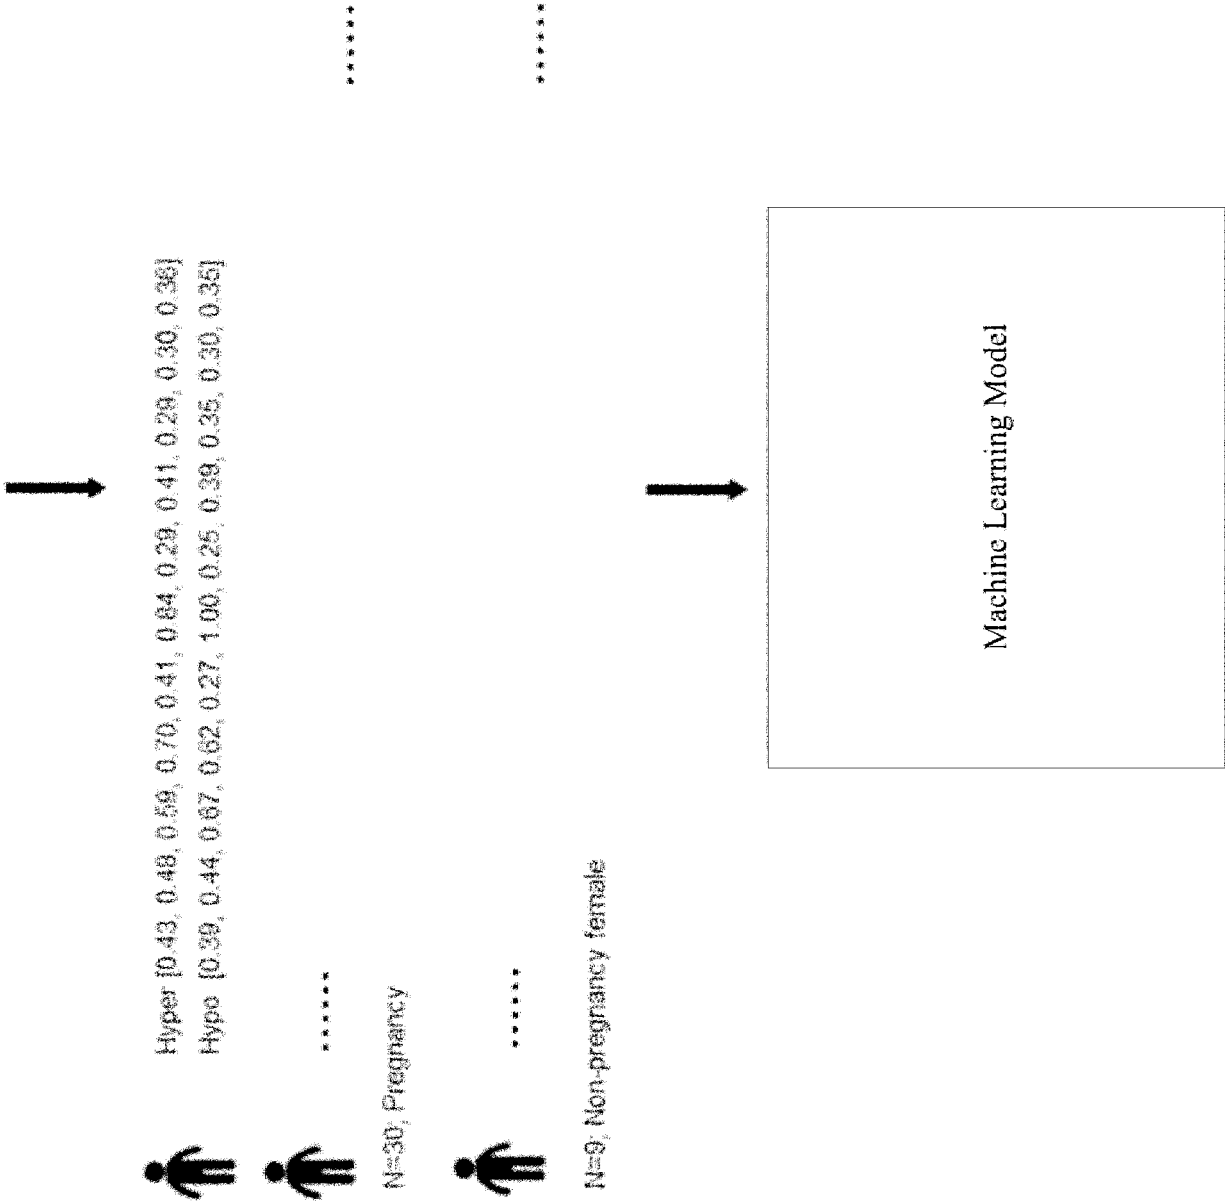 Hyper [0.43, 0.48, 0.59, 0.70, 0.41, 0.84, 0.29, 0.41, 0.29, 0.30, 0.38]
Hypo [0.39, 0.44, 0.67, 0.62, 0.27, 1.00, 0.25, 0.39, 0.35, 0.30, 0.35]
N=30; Pregnancy
N=9; Non-pregnancy female
Machine Learning Model